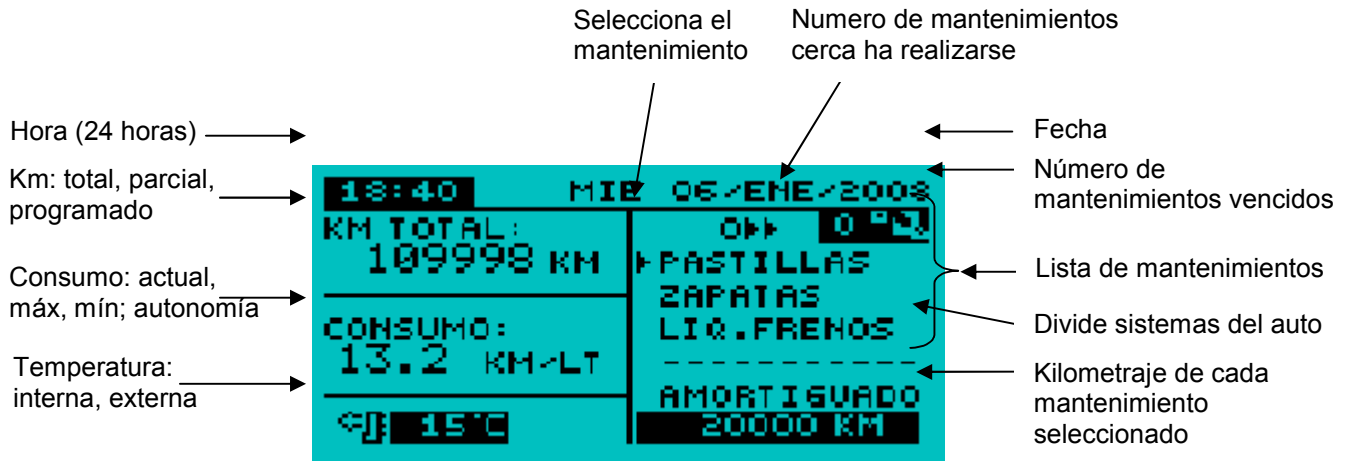 Selecciona el
mantenimiento
Numero de mantenimientos
cerca ha realizarse
Hora (24 horas)
Km: total, parcial,
programado
Consumo: actual,
máx, mín; autonomía
Temperatura:
interna, externa
18:40 MIE 06/ENE/2008
KM TOTAL:
109998 KM
CONSUMO:
13.2 KM/LT
15°C
0 0
PASTILLAS
ZAPATAS
LIQ.FRENOS
-----------
AMORTIGUADO
20000 KM
Fecha
Número de
mantenimientos vencidos
Lista de mantenimientos
Divide sistemas del auto
Kilometraje de cada
mantenimiento
seleccionado